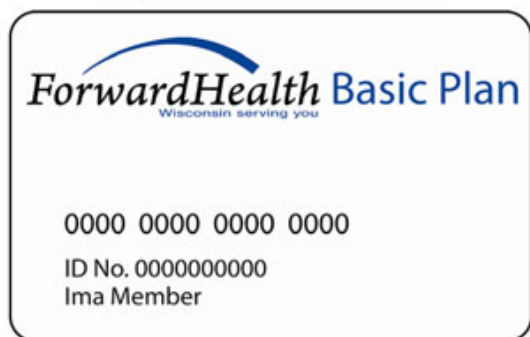 ForwardHealth Basic Plan
Wisconsin serving you
0000 0000 0000 0000
ID No. 0000000000
Ima Member